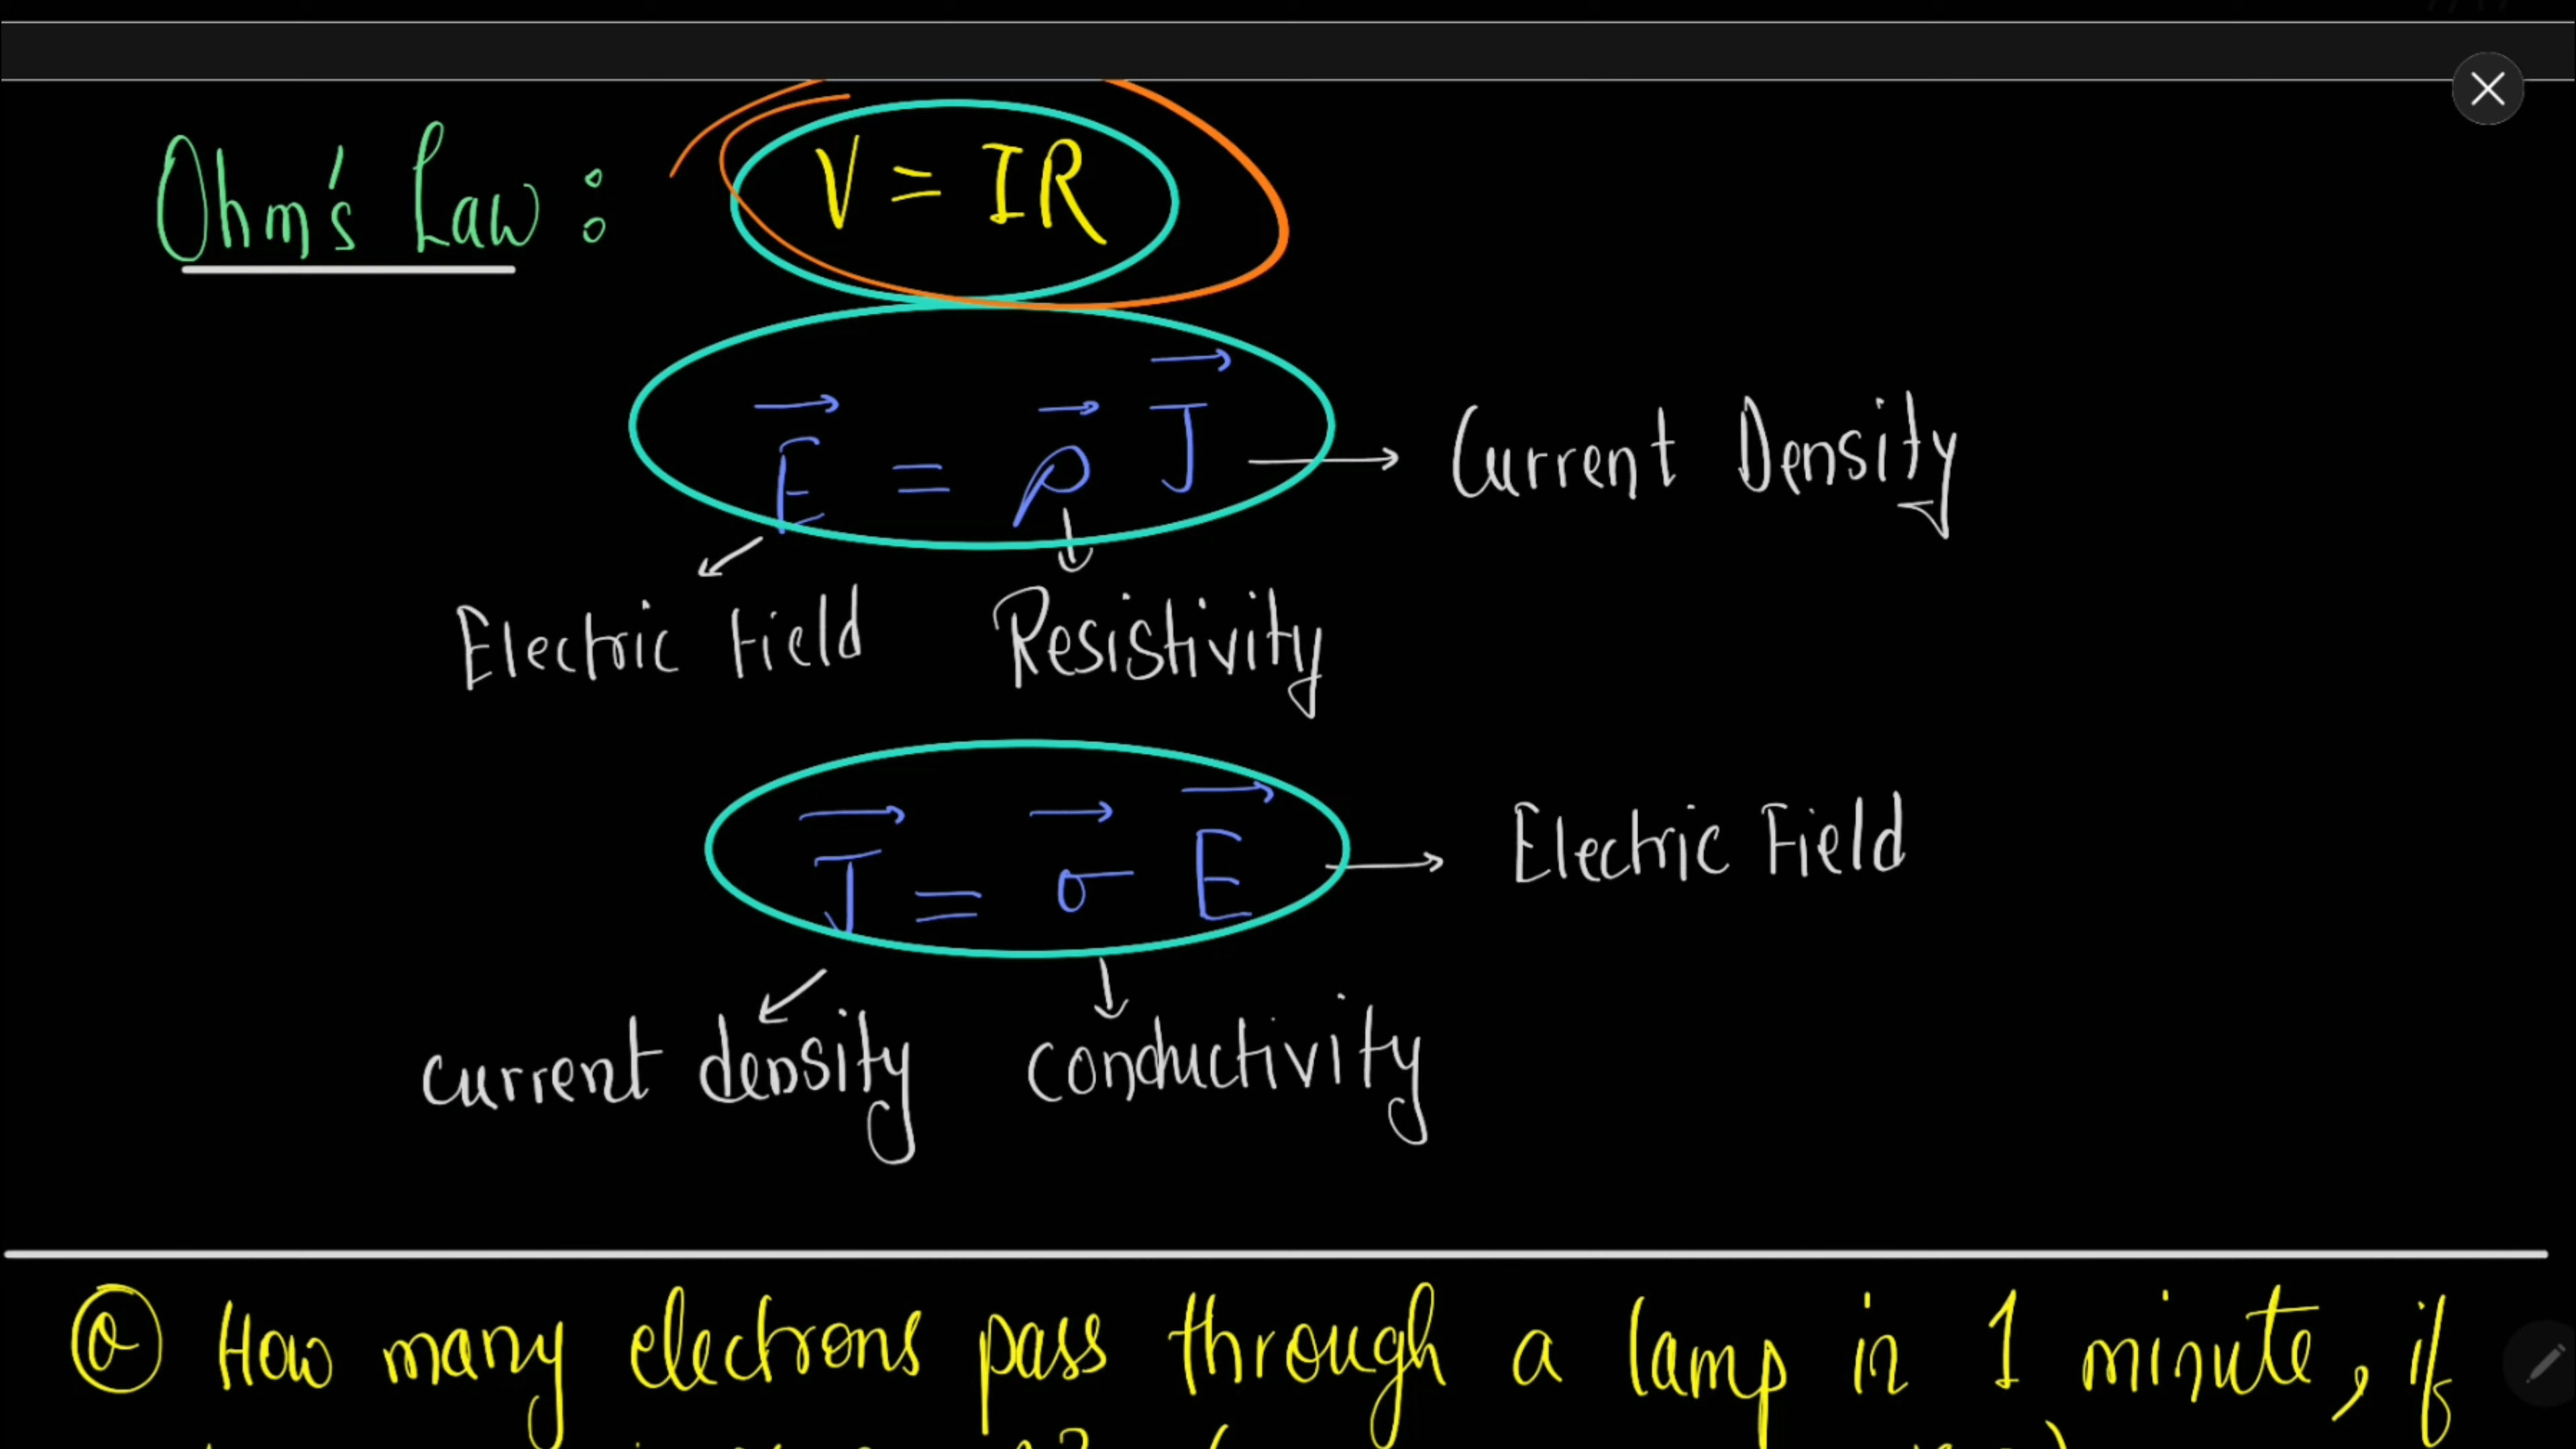 Ohm's Law : V = IR
E⃗ = ρ⃗ J⃗ → Current Density
Electric Field Resistivity
J⃗ = σ⃗ E⃗ → Electric Field
current density conductivity
Q How many electrons pass through a lamp in 1 minute, if